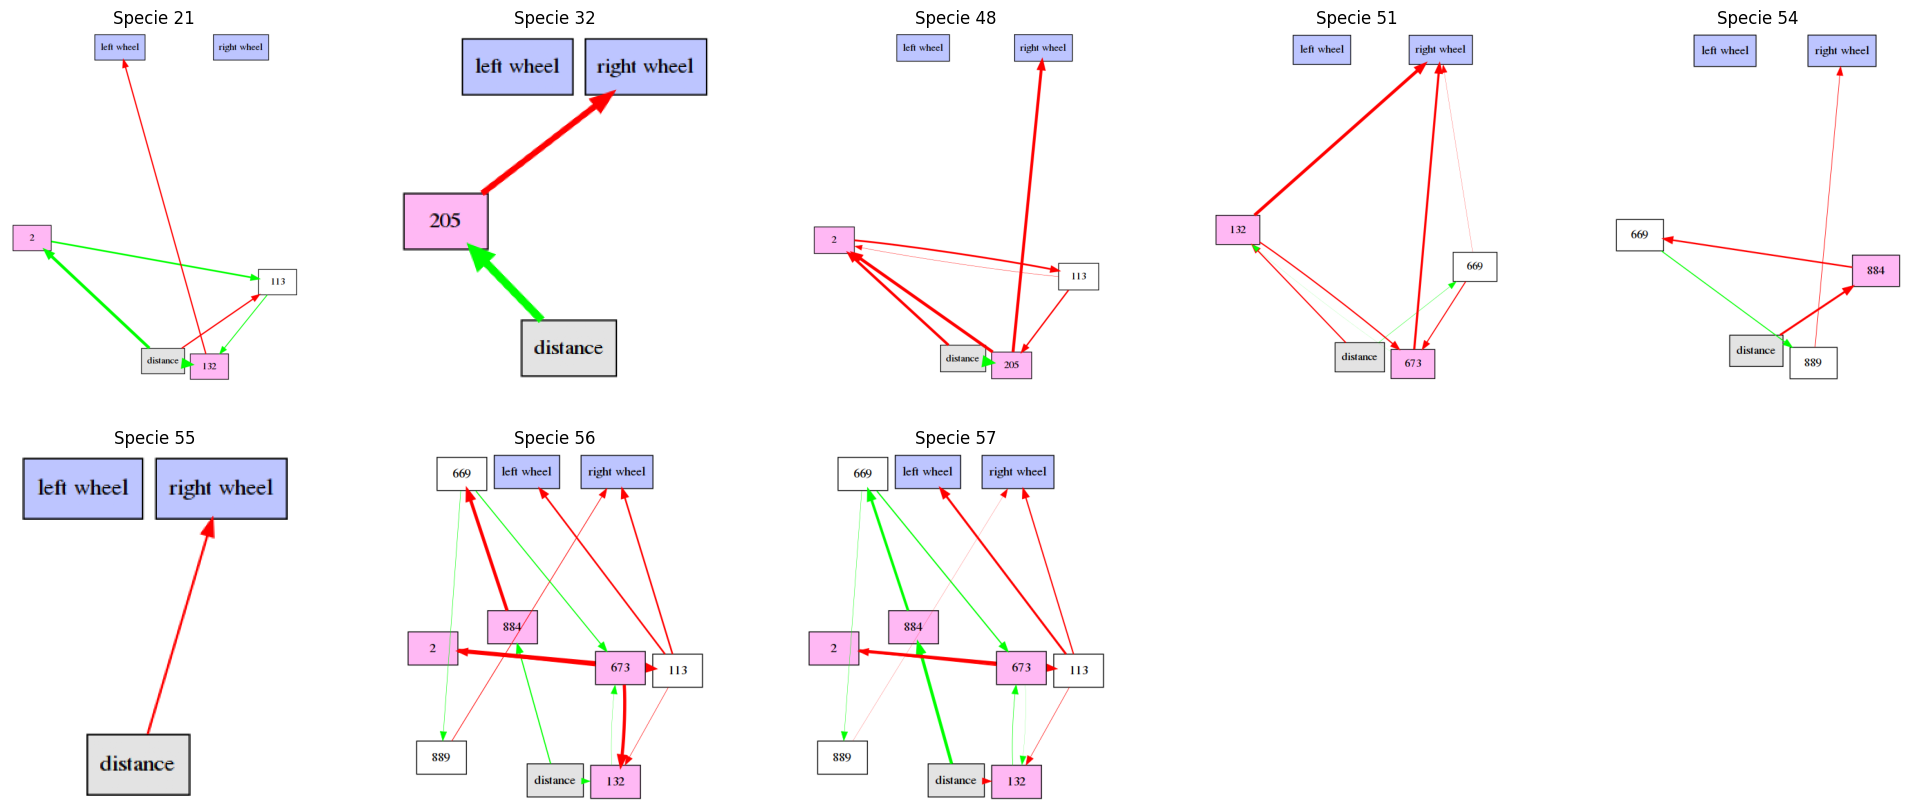 Specie 21
left wheel
right wheel
2
113
distance
132
Specie 32
left wheel
right wheel
205
distance
Specie 48
left wheel
right wheel
2
113
distance
205
Specie 51
left wheel
right wheel
132
669
distance
673
Specie 54
left wheel
right wheel
669
884
distance
889
Specie 55
left wheel
right wheel
distance
Specie 56
669
left wheel
right wheel
884
2
673
113
889
distance
132
Specie 57
669
left wheel
right wheel
884
2
673
113
889
distance
132